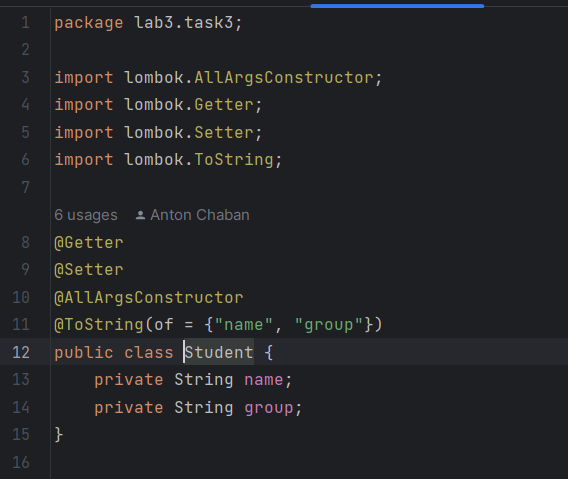 1 package lab3.task3;
2
3 import lombok.AllArgsConstructor;
4 import lombok.Getter;
5 import lombok.Setter;
6 import lombok.ToString;
7
6 usages Anton Chaban
8 @Getter
9 @Setter
10 @AllArgsConstructor
11 @ToString(of = {"name", "group"})
12 public class Student {
13 private String name;
14 private String group;
15 }
16